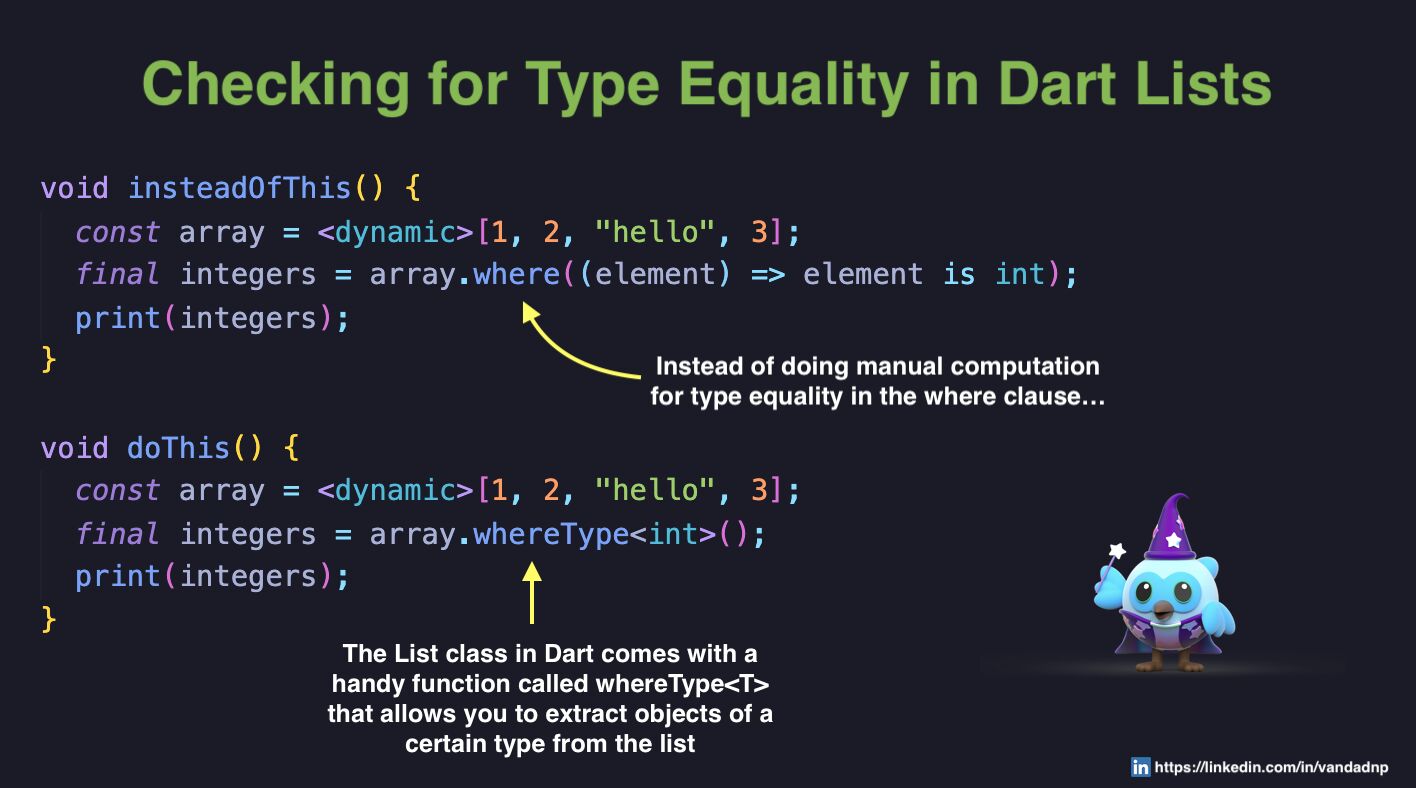 Checking for Type Equality in Dart Lists
void insteadOfThis() {
  const array = <dynamic>[1, 2, "hello", 3];
  final integers = array.where((element) => element is int);
  print(integers);
}
Instead of doing manual computation
for type equality in the where clause…
void doThis() {
  const array = <dynamic>[1, 2, "hello", 3];
  final integers = array.whereType<int>();
  print(integers);
}
The List class in Dart comes with a
handy function called whereType<T>
that allows you to extract objects of a
certain type from the list
in https://linkedin.com/in/vandadnp